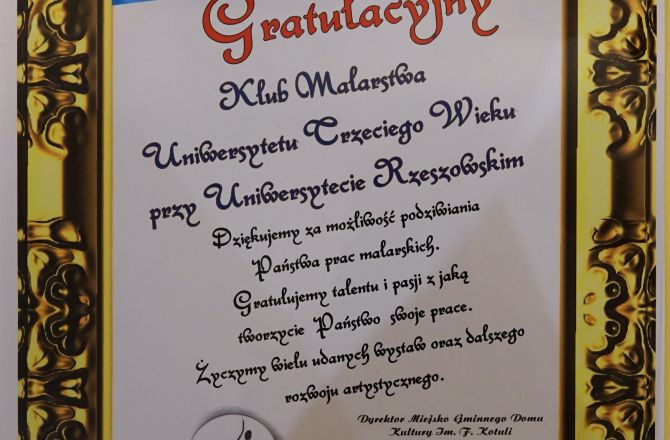 Gratulacyjny
Klub Malarstwa
Uniwersytetu Trzeciego Wieku
przy Uniwersytecie Rzeszowskim
Dziękujemy za możliwość podziwiania
Państwa prac malarskich.
Gratulujemy talentu i pasji z jaką
tworzycie Państwo swoje prace.
Życzymy wielu udanych wystaw oraz dalszego
rozwoju artystycznego.
Dyrektor Miejsko Gminnego Domu
Kultury Im. F. Kotuli